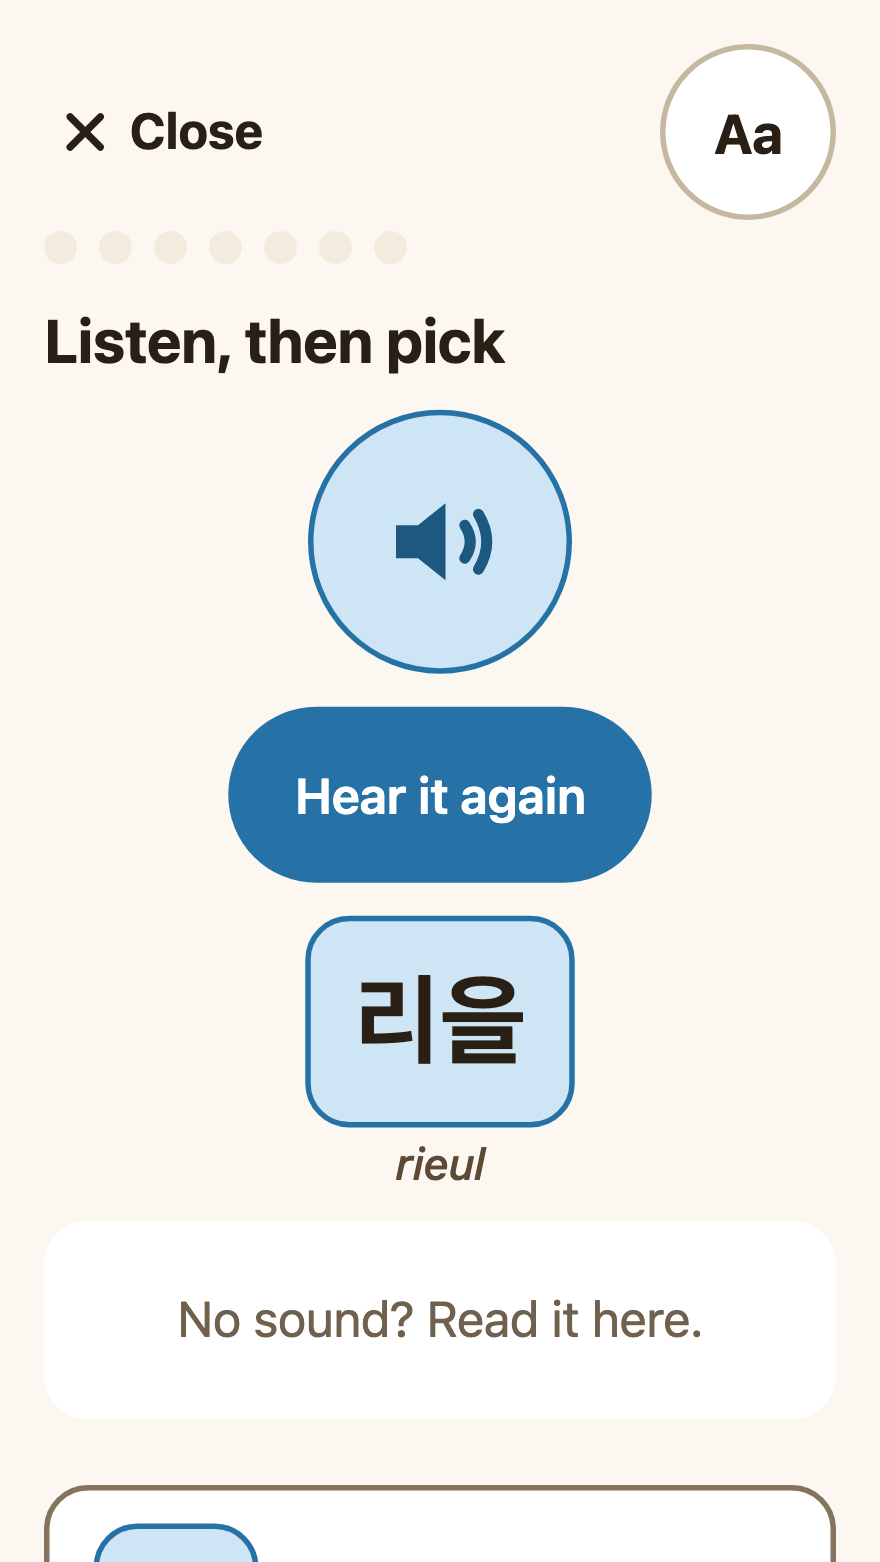 Close
Aa
Listen, then pick
Hear it again
리을
rieul
No sound? Read it here.